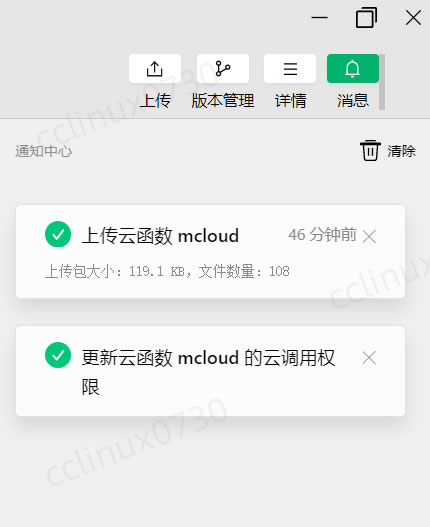 上传
版本管理
详情
消息
通知中心
清除
上传云函数 mcloud
46 分钟前
上传包大小：119.1 KB，文件数量：108
更新云函数 mcloud 的云调用权
限
cclinux0730
cclinux
cclinux0730